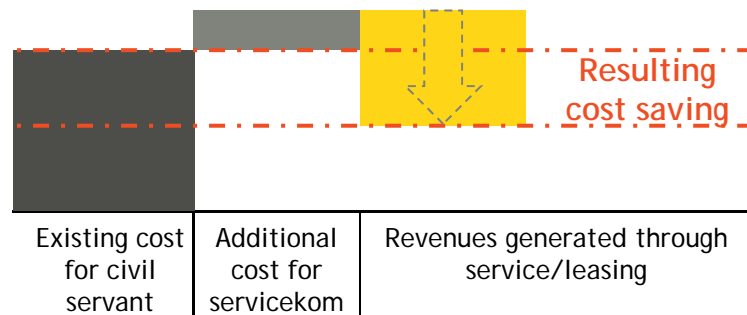 Resulting
cost saving
Existing cost
for civil
servant
Additional
cost for
servicekom
Revenues generated through
service/leasing